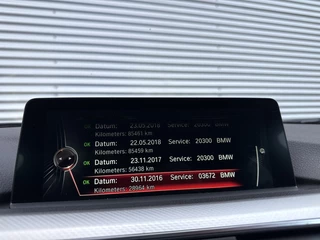 OK Datum: 23.05.2018 Service: 20300 BMW
Kilometers: 85461 km
OK Datum: 22.05.2018 Service: 20300 BMW
Kilometers: 85459 km
OK Datum: 23.11.2017 Service: 20300 BMW
Kilometers: 56438 km
OK Datum: 30.11.2016 Service: 03672 BMW
Kilometers: 28964 km